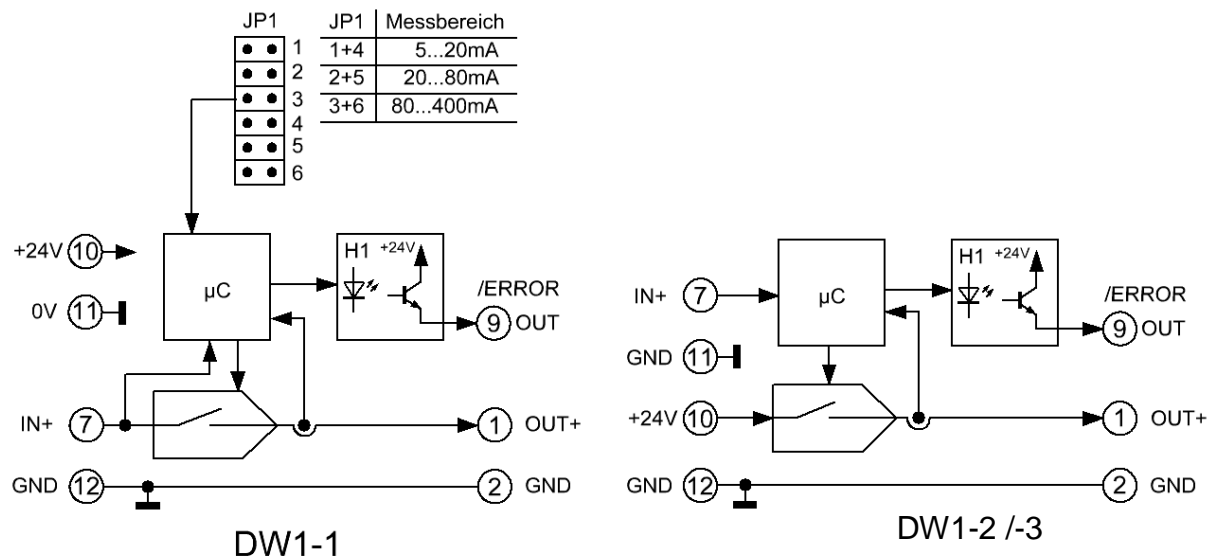 JP1
1
2
3
4
5
6
JP1 Messbereich
1+4 5...20mA
2+5 20...80mA
3+6 80...400mA
+24V 10
0V 11
µC
H1 +24V
/ERROR
9 OUT
IN+ 7
1 OUT+
GND 12
2 GND
DW1-1
IN+ 7
µC
H1 +24V
/ERROR
9 OUT
GND 11
+24V 10
1 OUT+
GND 12
2 GND
DW1-2 /-3